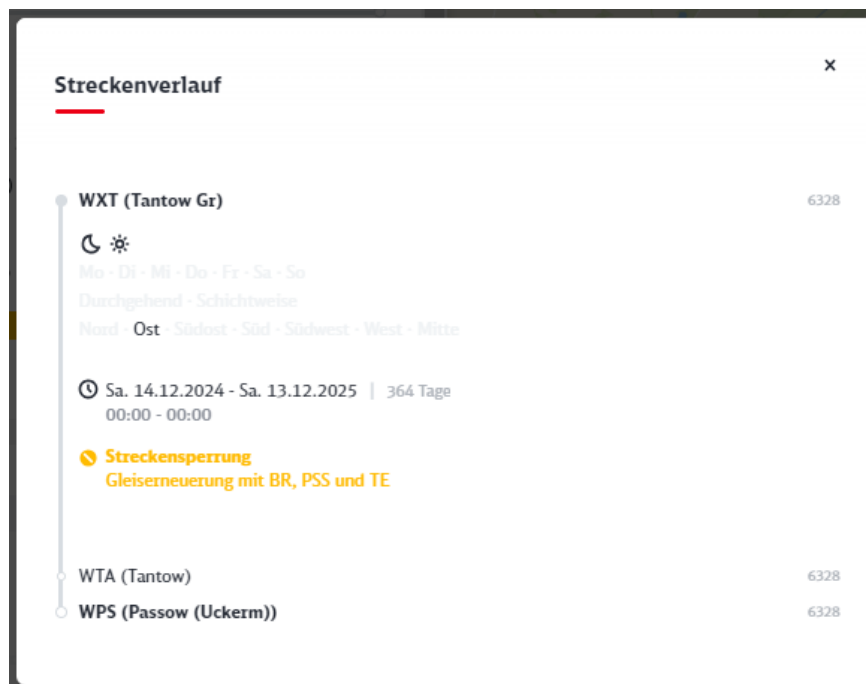 Streckenverlauf
×
WXT (Tantow Gr) 6328
Mo · Di · Mi · Do · Fr · Sa · So
Durchgehend · Schichtweise
Nord · Ost · Südost · Süd · Südwest · West · Mitte
Sa. 14.12.2024 - Sa. 13.12.2025 | 364 Tage
00:00 - 00:00
Streckensperrung
Gleiserneuerung mit BR, PSS und TE
WTA (Tantow) 6328
WPS (Passow (Uckerm)) 6328